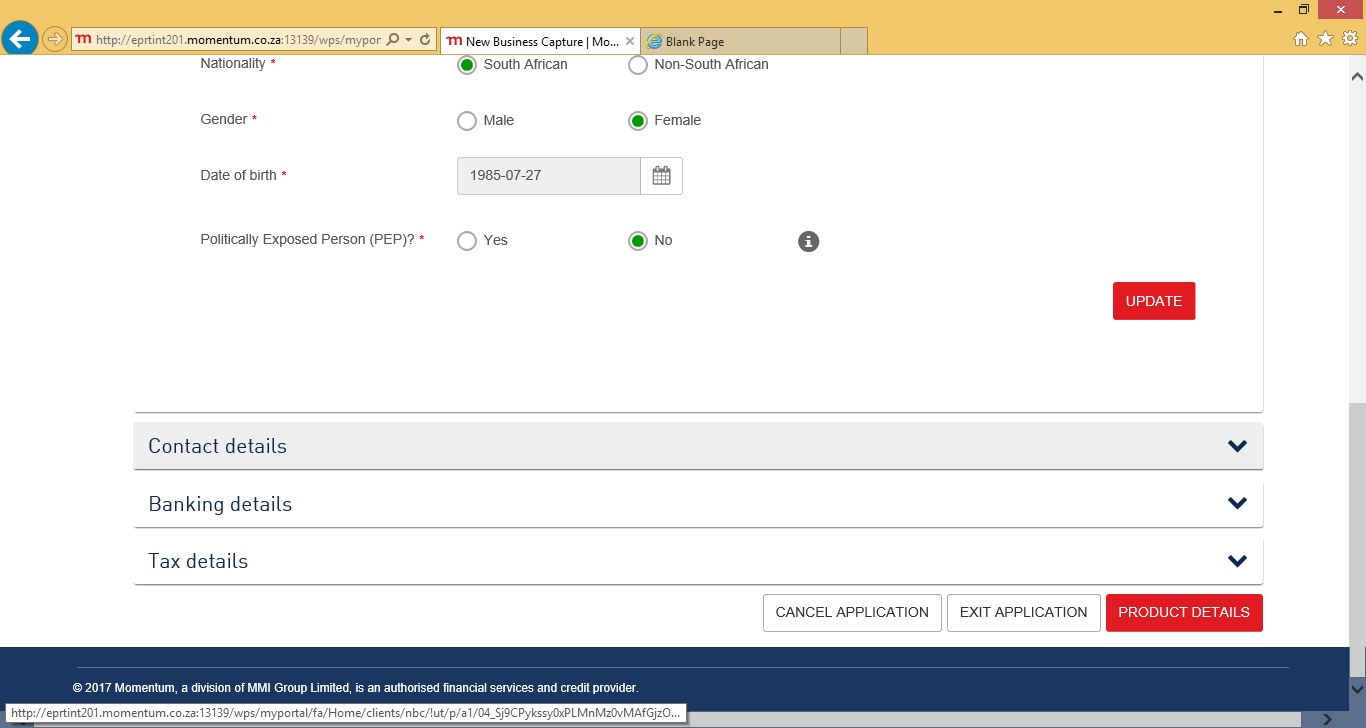 http://eprtint201.momentum.co.za:13139/wps/mypor
New Business Capture | Mo...
Blank Page
Nationality *
South African
Non-South African
Gender *
Male
Female
Date of birth *
1985-07-27
Politically Exposed Person (PEP)? *
Yes
No
UPDATE
Contact details
Banking details
Tax details
CANCEL APPLICATION
EXIT APPLICATION
PRODUCT DETAILS
© 2017 Momentum, a division of MMI Group Limited, is an authorised financial services and credit provider.
http://eprtint201.momentum.co.za:13139/wps/myportal/fa/Home/clients/nbc/!ut/p/a1/04_Sj9CPykssy0xPLMnMz0vMAfGjzO...